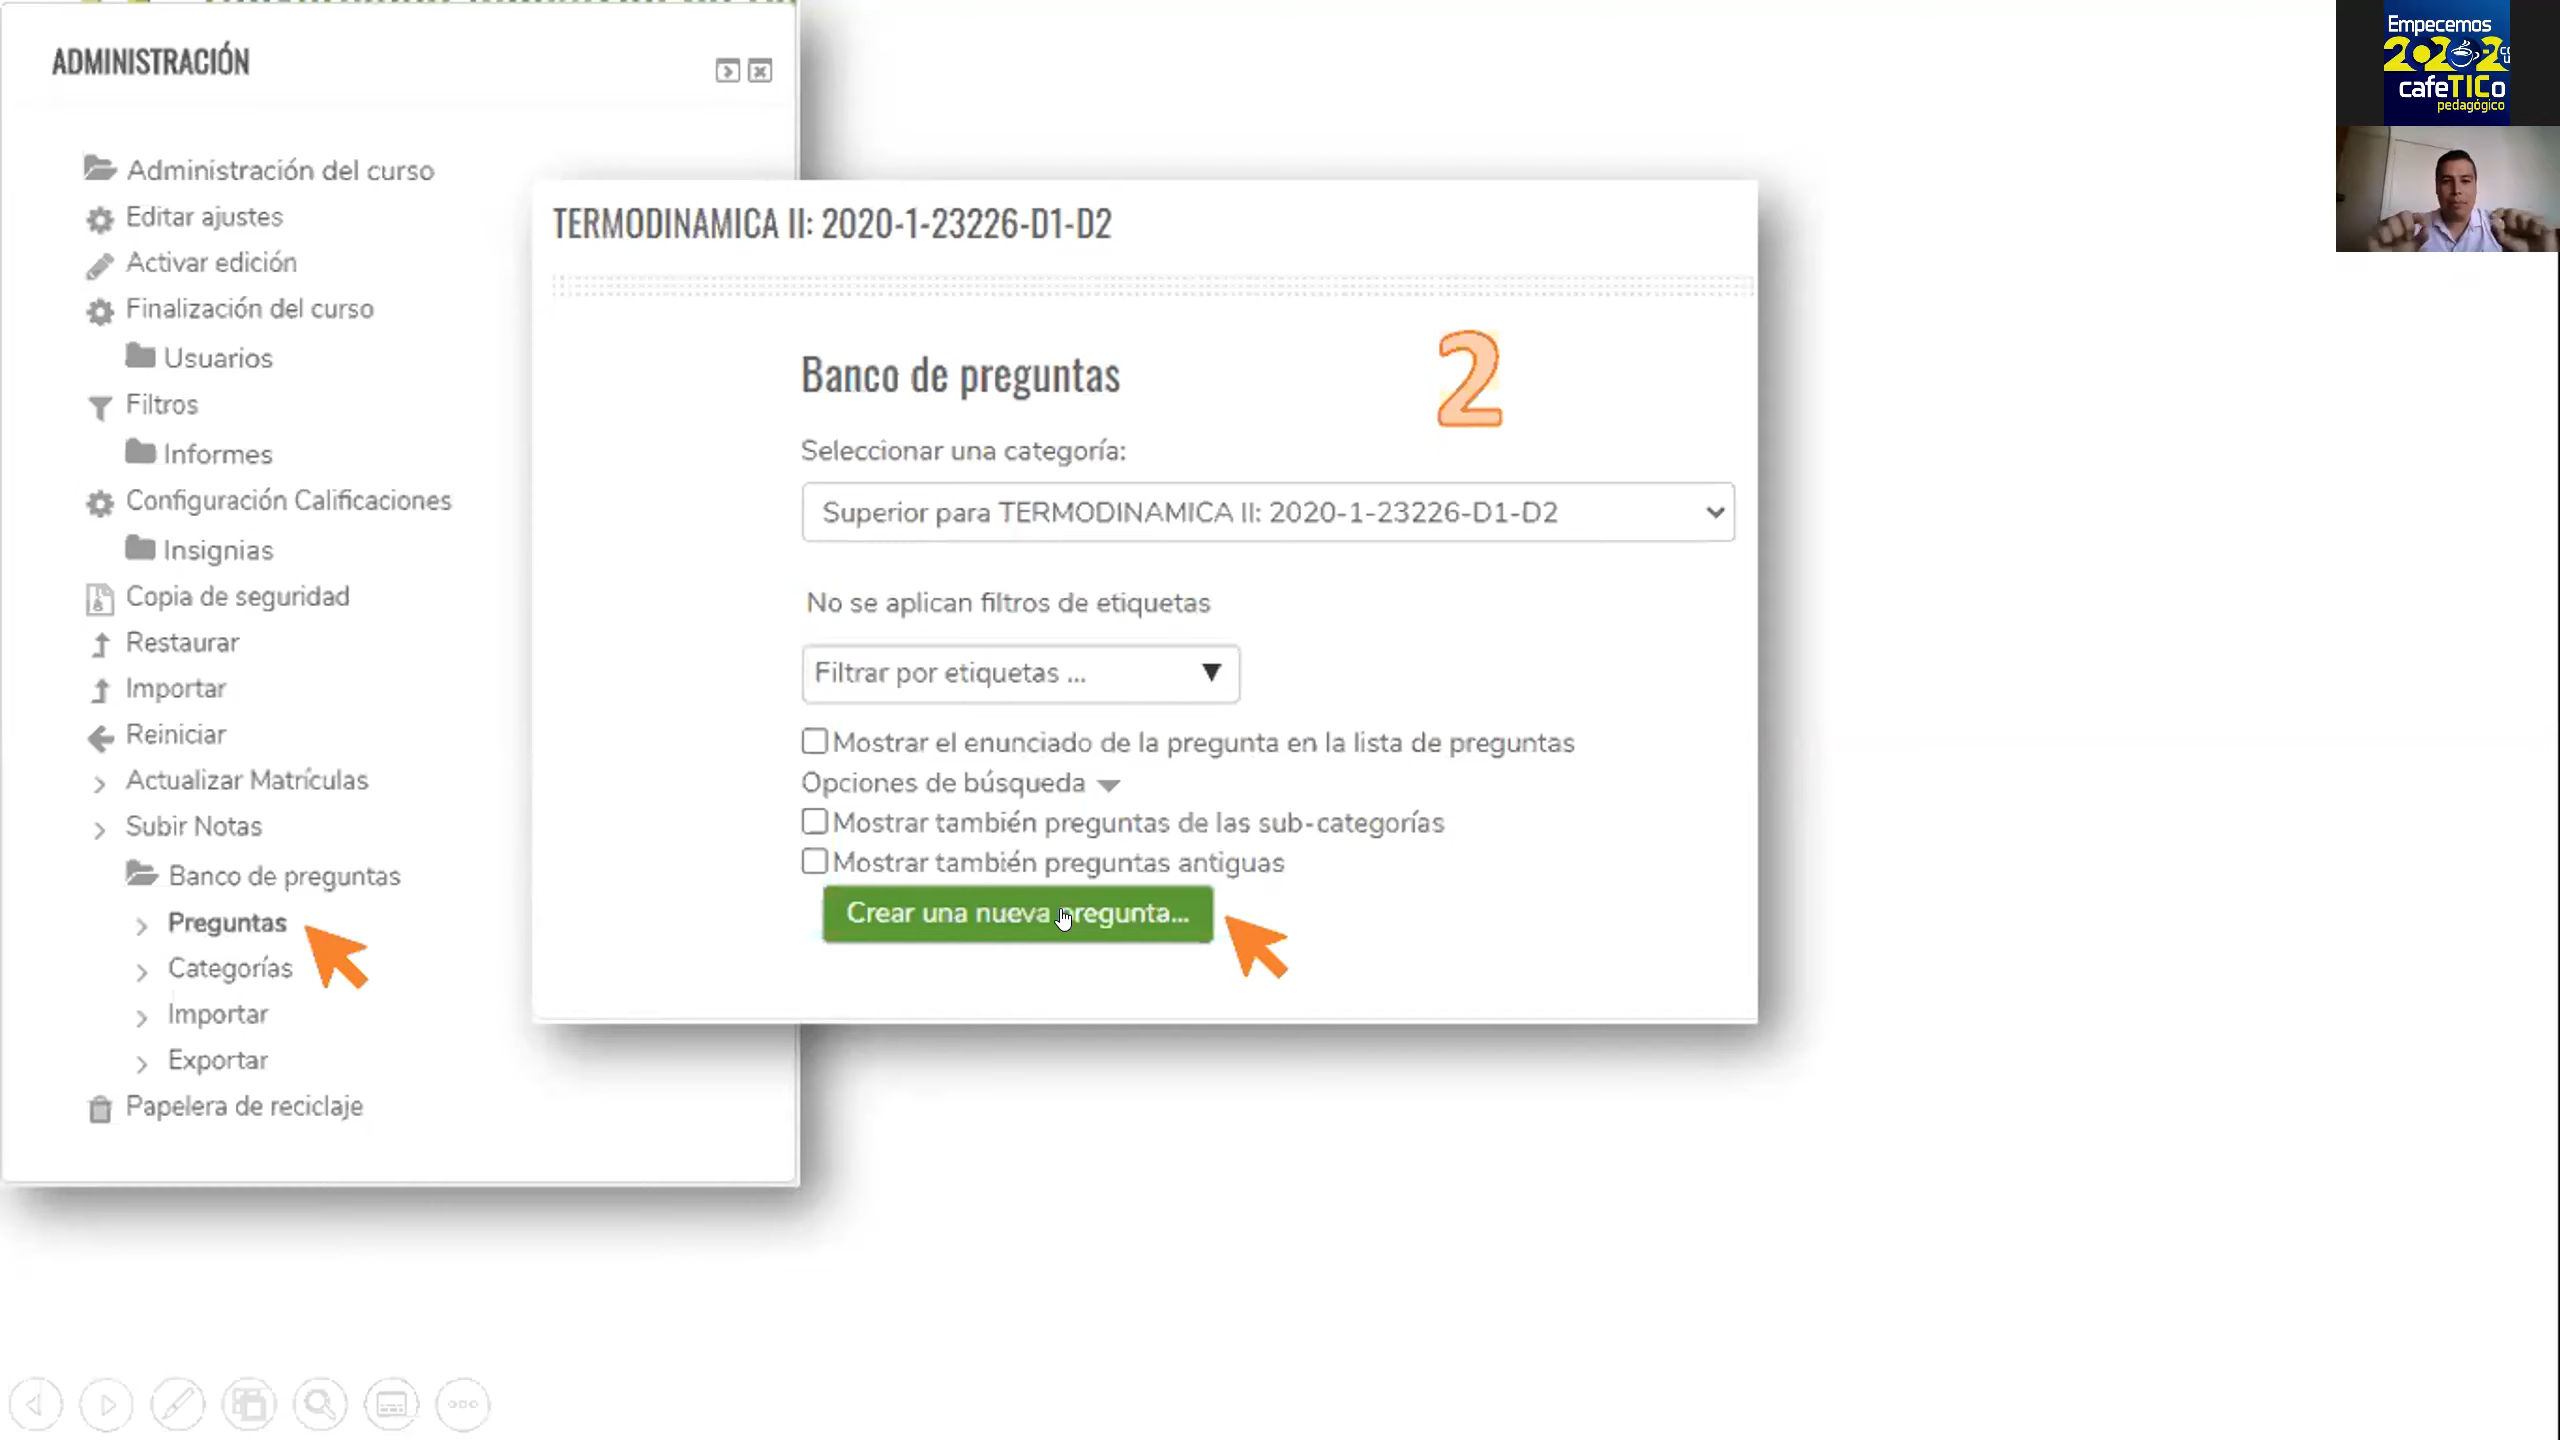 ADMINISTRACIÓN
Administración del curso
Editar ajustes
Activar edición
Finalización del curso
Usuarios
Filtros
Informes
Configuración Calificaciones
Insignias
Copia de seguridad
Restaurar
Importar
Reiniciar
Actualizar Matrículas
Subir Notas
Banco de preguntas
Preguntas
Categorías
Importar
Exportar
Papelera de reciclaje
TERMODINAMICA II: 2020-1-23226-D1-D2
Banco de preguntas
2
Seleccionar una categoría:
Superior para TERMODINAMICA II: 2020-1-23226-D1-D2
No se aplican filtros de etiquetas
Filtrar por etiquetas ...
Mostrar el enunciado de la pregunta en la lista de preguntas
Opciones de búsqueda
Mostrar también preguntas de las sub-categorías
Mostrar también preguntas antiguas
Crear una nueva pregunta...
Empecemos
cafeTICo
pedagógico